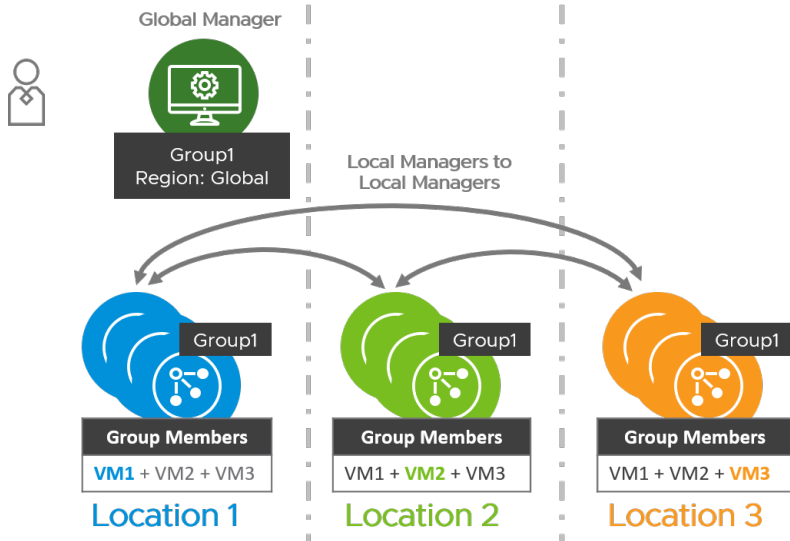 Global Manager
Group1
Region: Global
Local Managers to
Local Managers
Group1
Group1
Group1
Group Members
Group Members
Group Members
VM1 + VM2 + VM3
VM1 + VM2 + VM3
VM1 + VM2 + VM3
Location 1
Location 2
Location 3